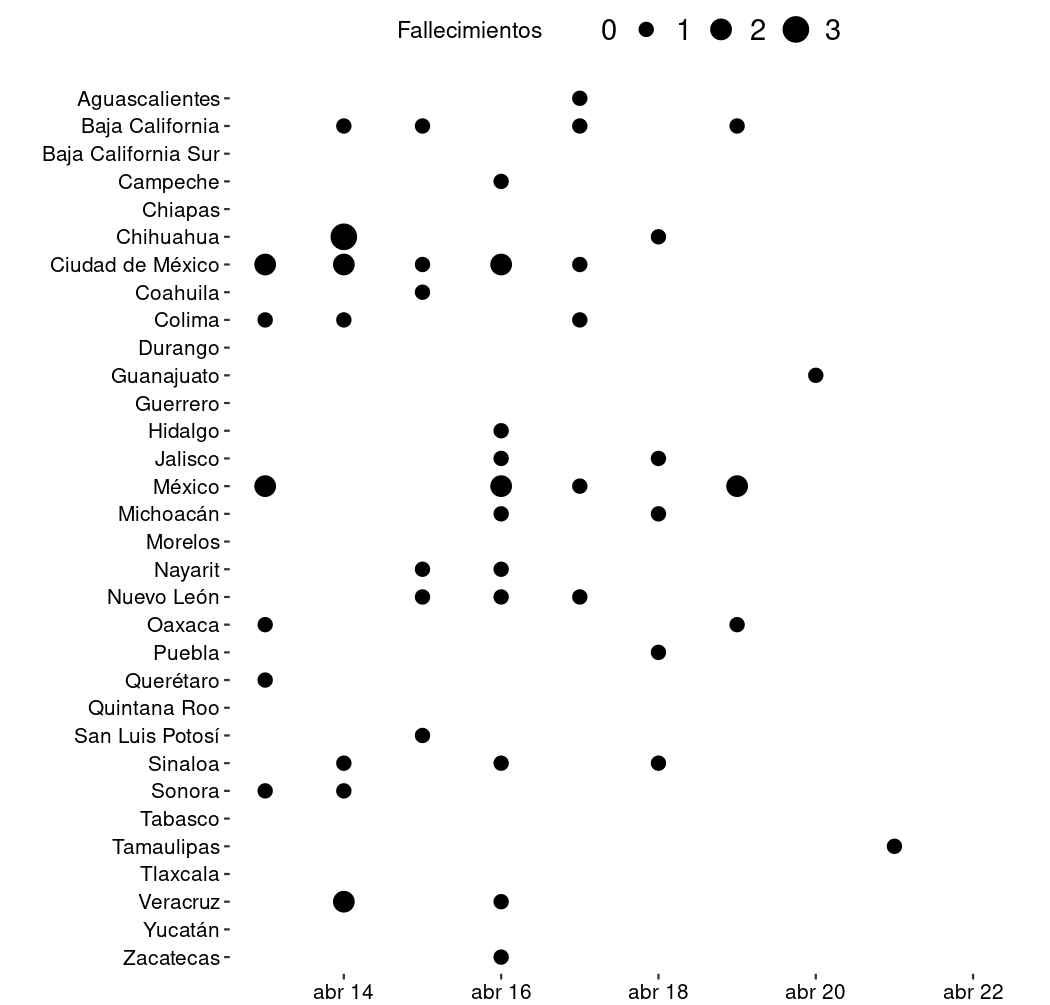 Fallecimientos 0 1 2 3
Aguascalientes
Baja California
Baja California Sur
Campeche
Chiapas
Chihuahua
Ciudad de México
Coahuila
Colima
Durango
Guanajuato
Guerrero
Hidalgo
Jalisco
México
Michoacán
Morelos
Nayarit
Nuevo León
Oaxaca
Puebla
Querétaro
Quintana Roo
San Luis Potosí
Sinaloa
Sonora
Tabasco
Tamaulipas
Tlaxcala
Veracruz
Yucatán
Zacatecas
abr 14 abr 16 abr 18 abr 20 abr 22